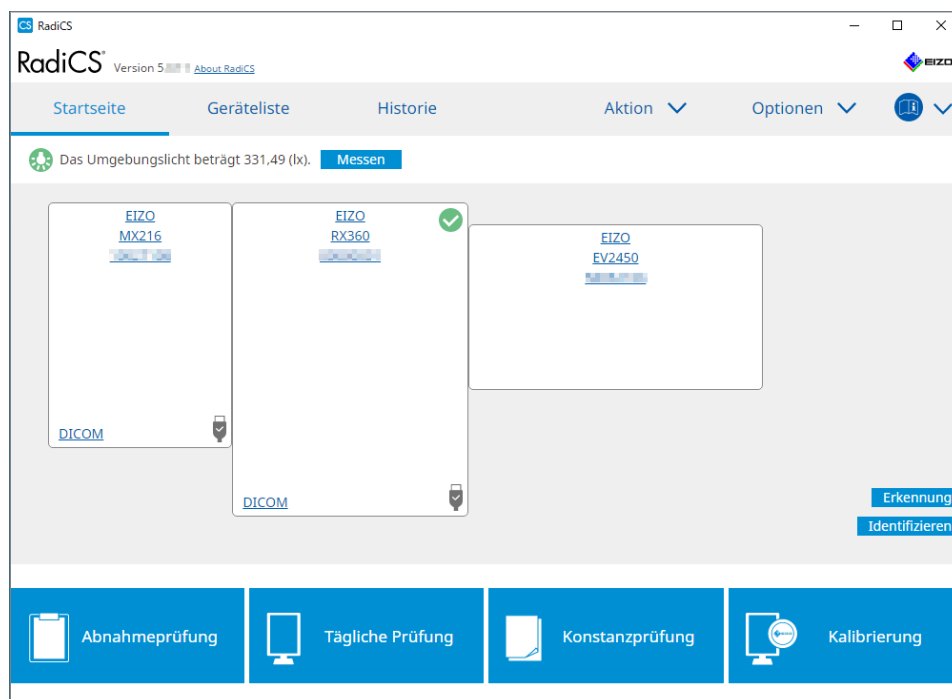 CS RadiCS
RadiCS Version 5. About RadiCS
EIZO
Startseite Geräteliste Historie Aktion Optionen
Das Umgebungslicht beträgt 331,49 (lx). Messen
EIZO
MX216
DICOM
EIZO
RX360
DICOM
EIZO
EV2450
Erkennung
Identifizieren
Abnahmeprüfung Tägliche Prüfung Konstanzprüfung Kalibrierung